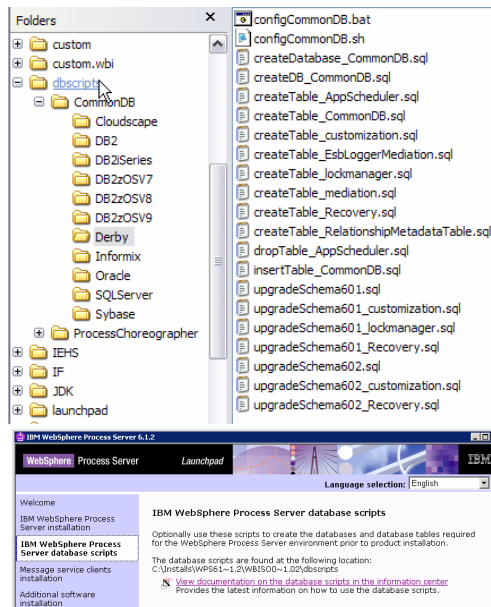 Folders
custom
custom.wbi
dbscripts
CommonDB
Cloudscape
DB2
DB2iSeries
DB2zOSV7
DB2zOSV8
DB2zOSV9
Derby
Informix
Oracle
SQLServer
Sybase
ProcessChoreographer
IEHS
IF
JDK
launchpad
configCommonDB.bat
configCommonDB.sh
createDatabase_CommonDB.sql
createDB_CommonDB.sql
createTable_AppScheduler.sql
createTable_CommonDB.sql
createTable_customization.sql
createTable_EsbLoggerMediation.sql
createTable_lockmanager.sql
createTable_mediation.sql
createTable_Recovery.sql
createTable_RelationshipMetadataTable.sql
dropTable_AppScheduler.sql
insertTable_CommonDB.sql
upgradeSchema601.sql
upgradeSchema601_customization.sql
upgradeSchema601_lockmanager.sql
upgradeSchema601_Recovery.sql
upgradeSchema602.sql
upgradeSchema602_customization.sql
upgradeSchema602_Recovery.sql
IBM WebSphere Process Server 6.1.2
WebSphere. Process Server Launchpad IBM
Language selection: English
Welcome
IBM WebSphere Process
Server installation
IBM WebSphere Process
Server database scripts
Message service clients
installation
Additional software
installation
IBM WebSphere Process Server database scripts
Optionally use these scripts to create the databases and database tables required
for the WebSphere Process Server environment prior to product installation.
The database scripts are found at the following location:
C:\Installs\WPS61~1.2\WBISO0~1.02\dbscripts
View documentation on the database scripts in the information center
Provides the latest information on how to use the database scripts.